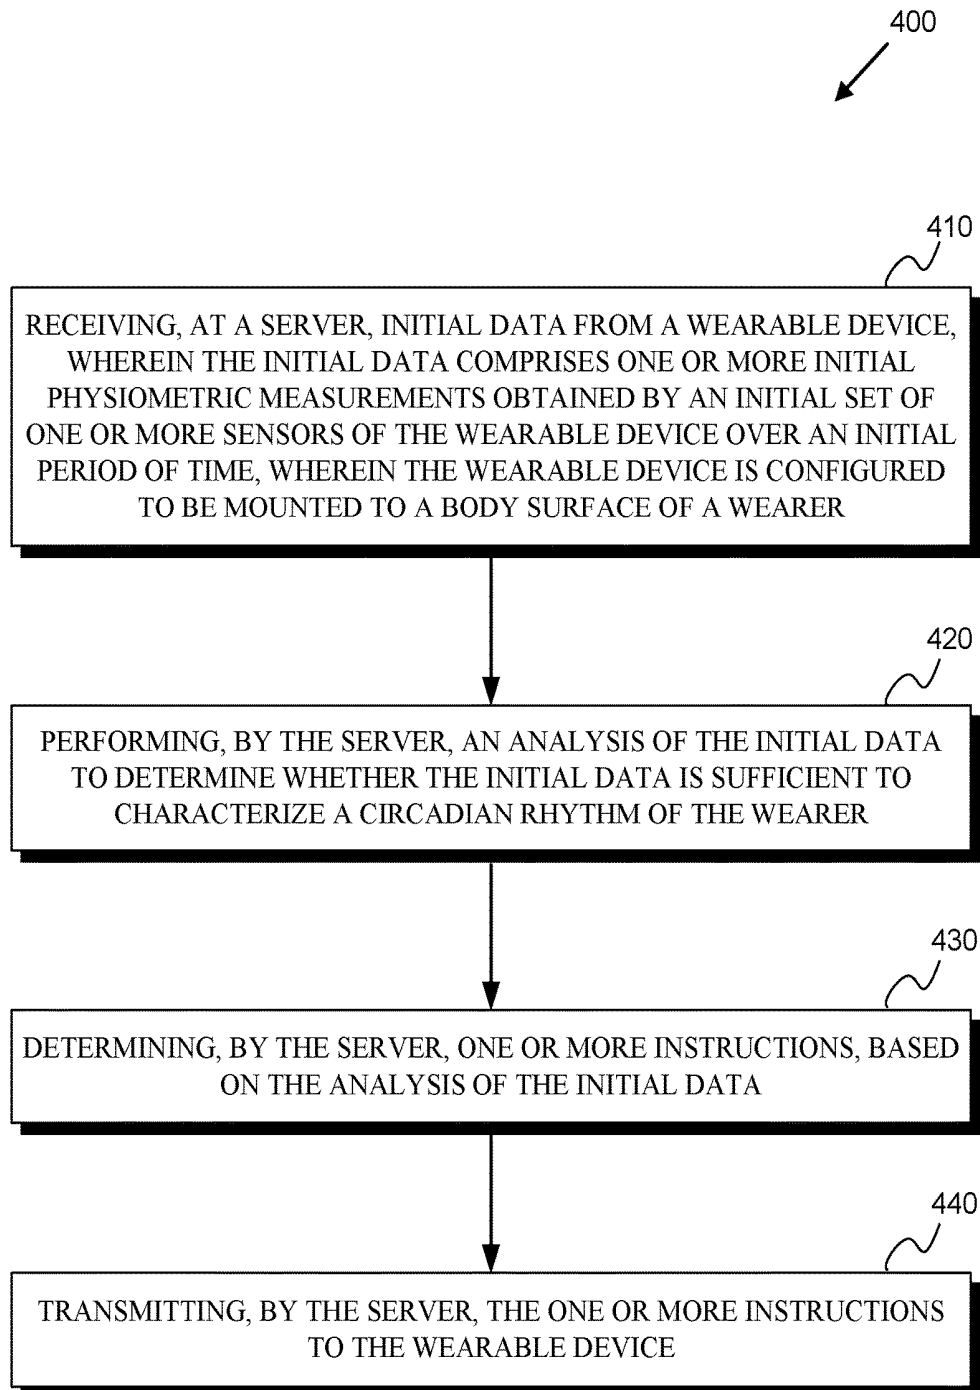 400
410
RECEIVING, AT A SERVER, INITIAL DATA FROM A WEARABLE DEVICE,
WHEREIN THE INITIAL DATA COMPRISES ONE OR MORE INITIAL
PHYSIOMETRIC MEASUREMENTS OBTAINED BY AN INITIAL SET OF
ONE OR MORE SENSORS OF THE WEARABLE DEVICE OVER AN INITIAL
PERIOD OF TIME, WHEREIN THE WEARABLE DEVICE IS CONFIGURED
TO BE MOUNTED TO A BODY SURFACE OF A WEARER
420
PERFORMING, BY THE SERVER, AN ANALYSIS OF THE INITIAL DATA
TO DETERMINE WHETHER THE INITIAL DATA IS SUFFICIENT TO
CHARACTERIZE A CIRCADIAN RHYTHM OF THE WEARER
430
DETERMINING, BY THE SERVER, ONE OR MORE INSTRUCTIONS, BASED
ON THE ANALYSIS OF THE INITIAL DATA
440
TRANSMITTING, BY THE SERVER, THE ONE OR MORE INSTRUCTIONS
TO THE WEARABLE DEVICE